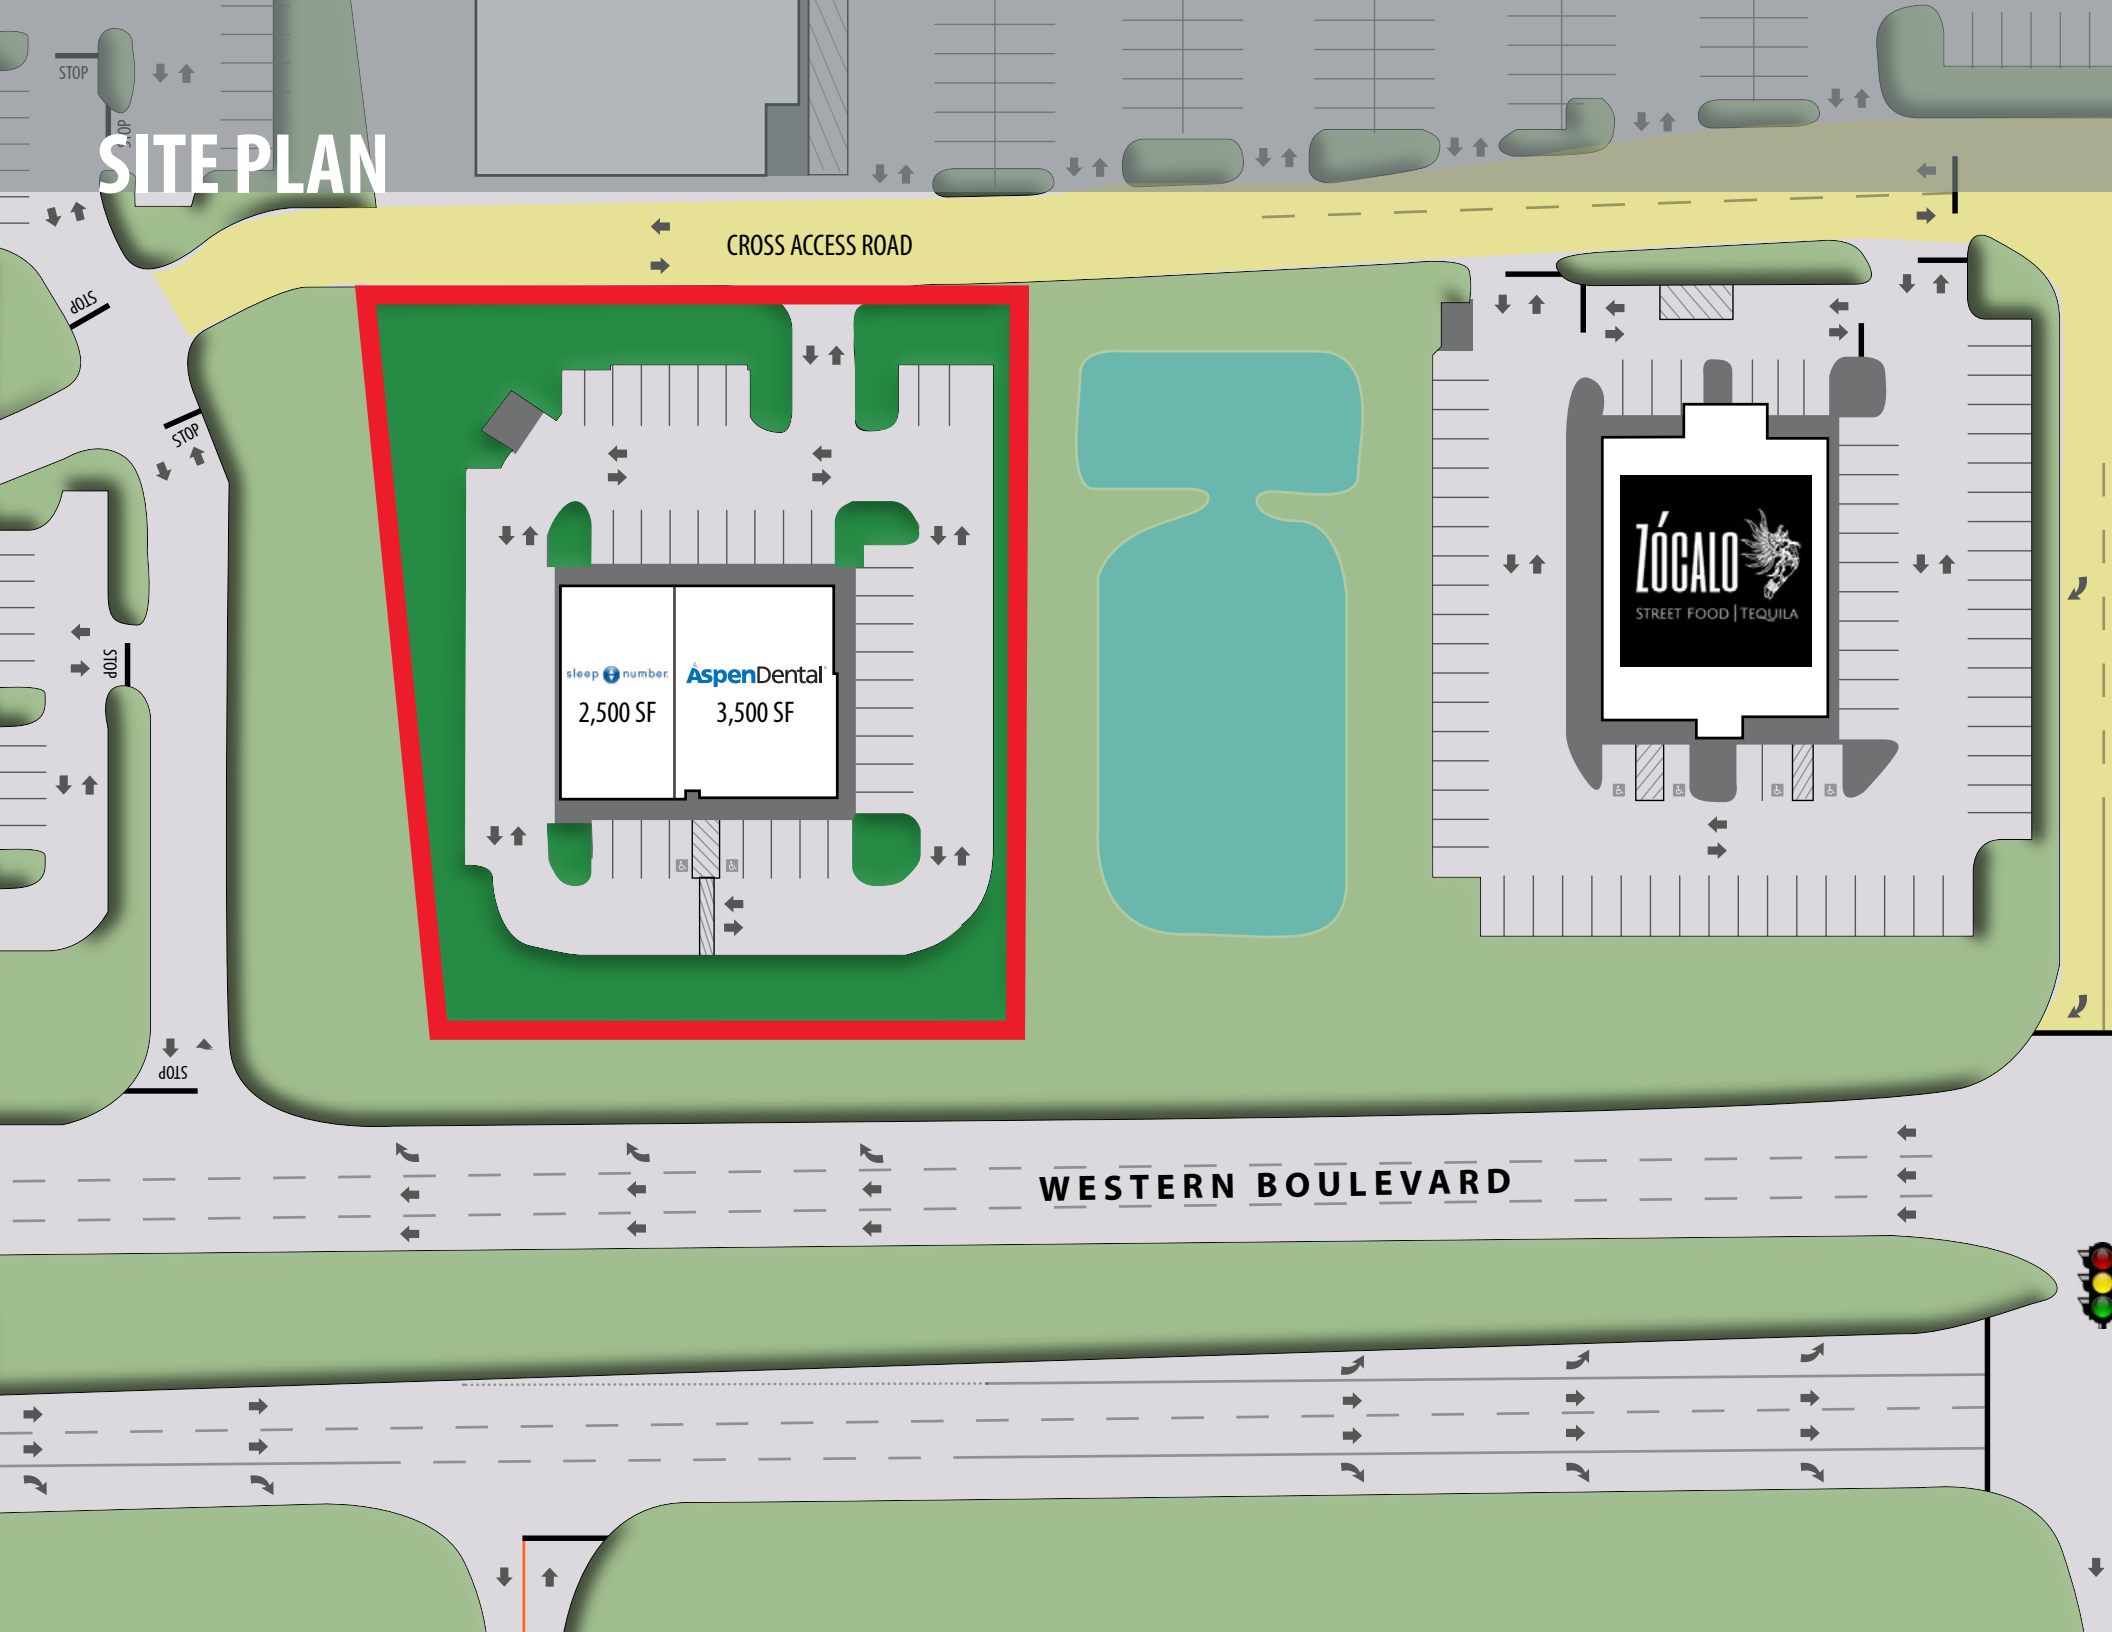 STOP
STOP
SITE PLAN
CROSS ACCESS ROAD
STOP
STOP
ZÓCALO
STREET FOOD | TEQUILA
STOP
sleep number
AspenDental
2,500 SF
3,500 SF
STOP
WESTERN BOULEVARD